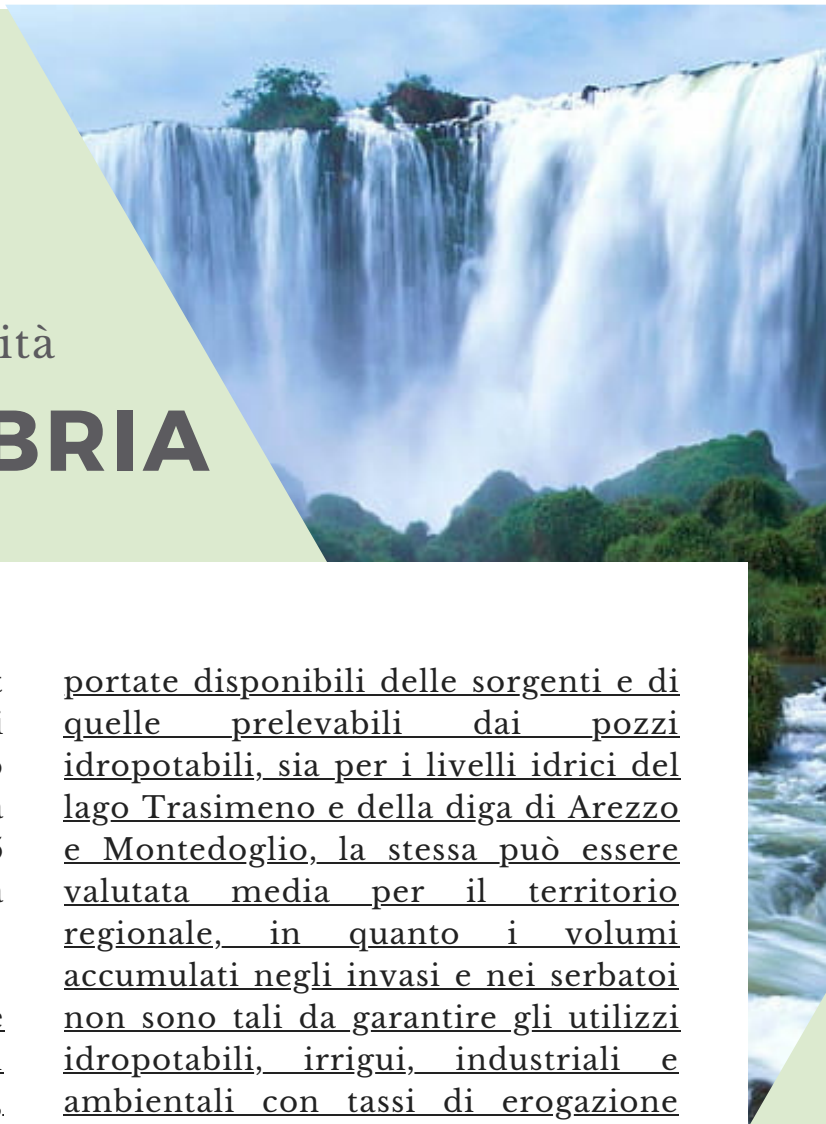 ità
BRIA
portate disponibili delle sorgenti e di
quelle prelevabili dai pozzi
idropotabili, sia per i livelli idrici del
lago Trasimeno e della diga di Arezzo
e Montedoglio, la stessa può essere
valutata media per il territorio
regionale, in quanto i volumi
accumulati negli invasi e nei serbatoi
non sono tali da garantire gli utilizzi
idropotabili, irrigui, industriali e
ambientali con tassi di erogazione